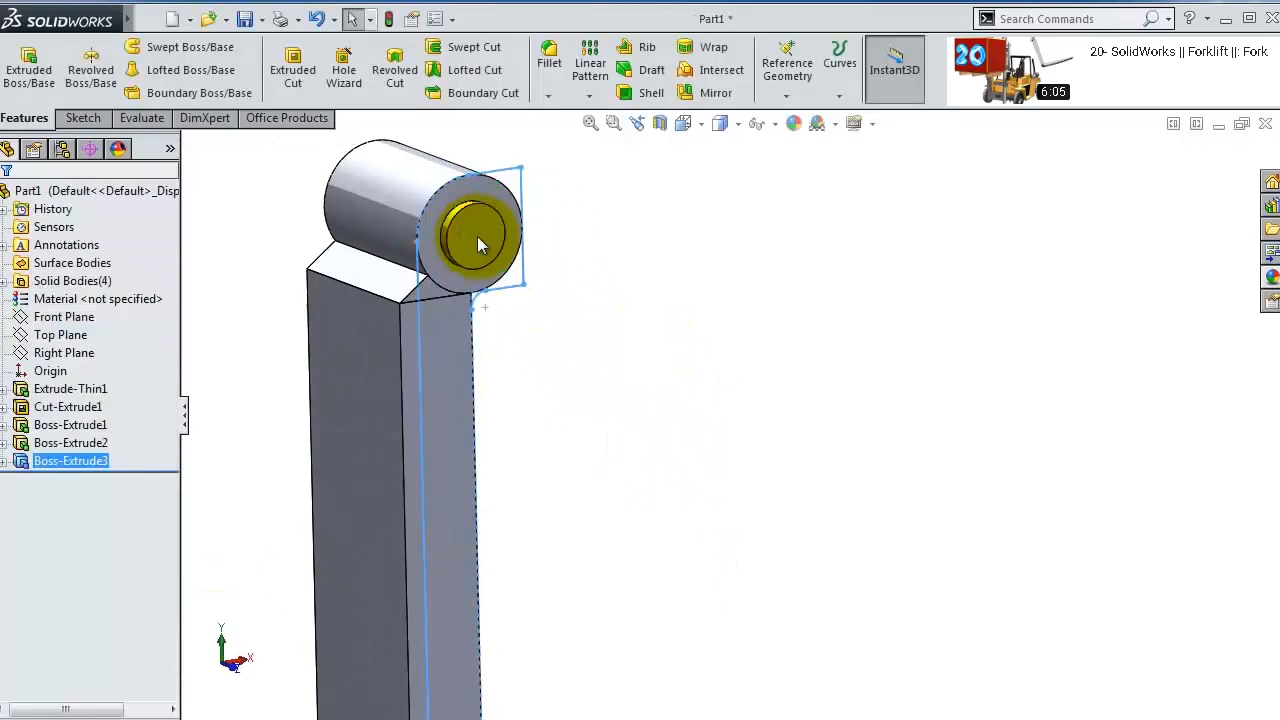 SOLIDWORKS
Part1 *
Search Commands
?
Extruded
Boss/Base
Revolved
Boss/Base
Swept Boss/Base
Lofted Boss/Base
Boundary Boss/Base
Extruded
Cut
Hole
Wizard
Revolved
Cut
Swept Cut
Lofted Cut
Boundary Cut
Fillet
Linear
Pattern
Rib
Draft
Shell
Wrap
Intersect
Mirror
Reference
Geometry
Curves
Instant3D
20
6:05
20- SolidWorks || Forklift ||: Fork
Features
Sketch
Evaluate
DimXpert
Office Products
»
Part1 (Default<<Default>_Disp
History
Sensors
Annotations
Surface Bodies
Solid Bodies(4)
Material <not specified>
Front Plane
Top Plane
Right Plane
Origin
Extrude-Thin1
Cut-Extrude1
Boss-Extrude1
Boss-Extrude2
Boss-Extrude3
Y
X
Z